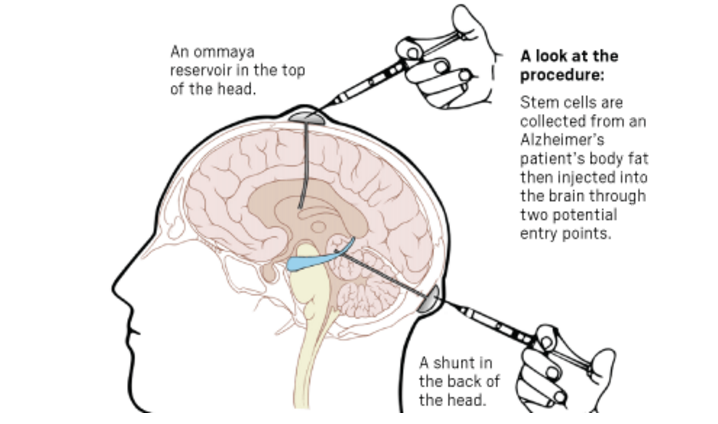 An ommaya
reservoir in the top
of the head.
A look at the
procedure:
Stem cells are
collected from an
Alzheimer's
patient's body fat
then injected into
the brain through
two potential
entry points.
A shunt in
the back of
the head.